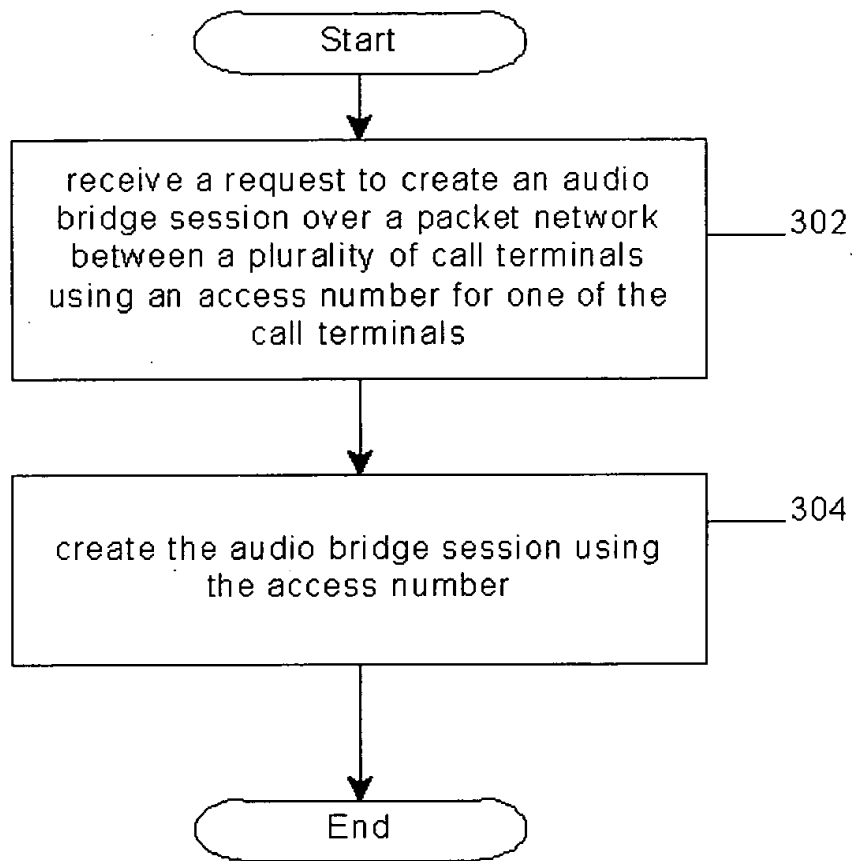 Start
receive a request to create an audio
bridge session over a packet network
between a plurality of call terminals
using an access number for one of the
call terminals
302
create the audio bridge session using
the access number
304
End